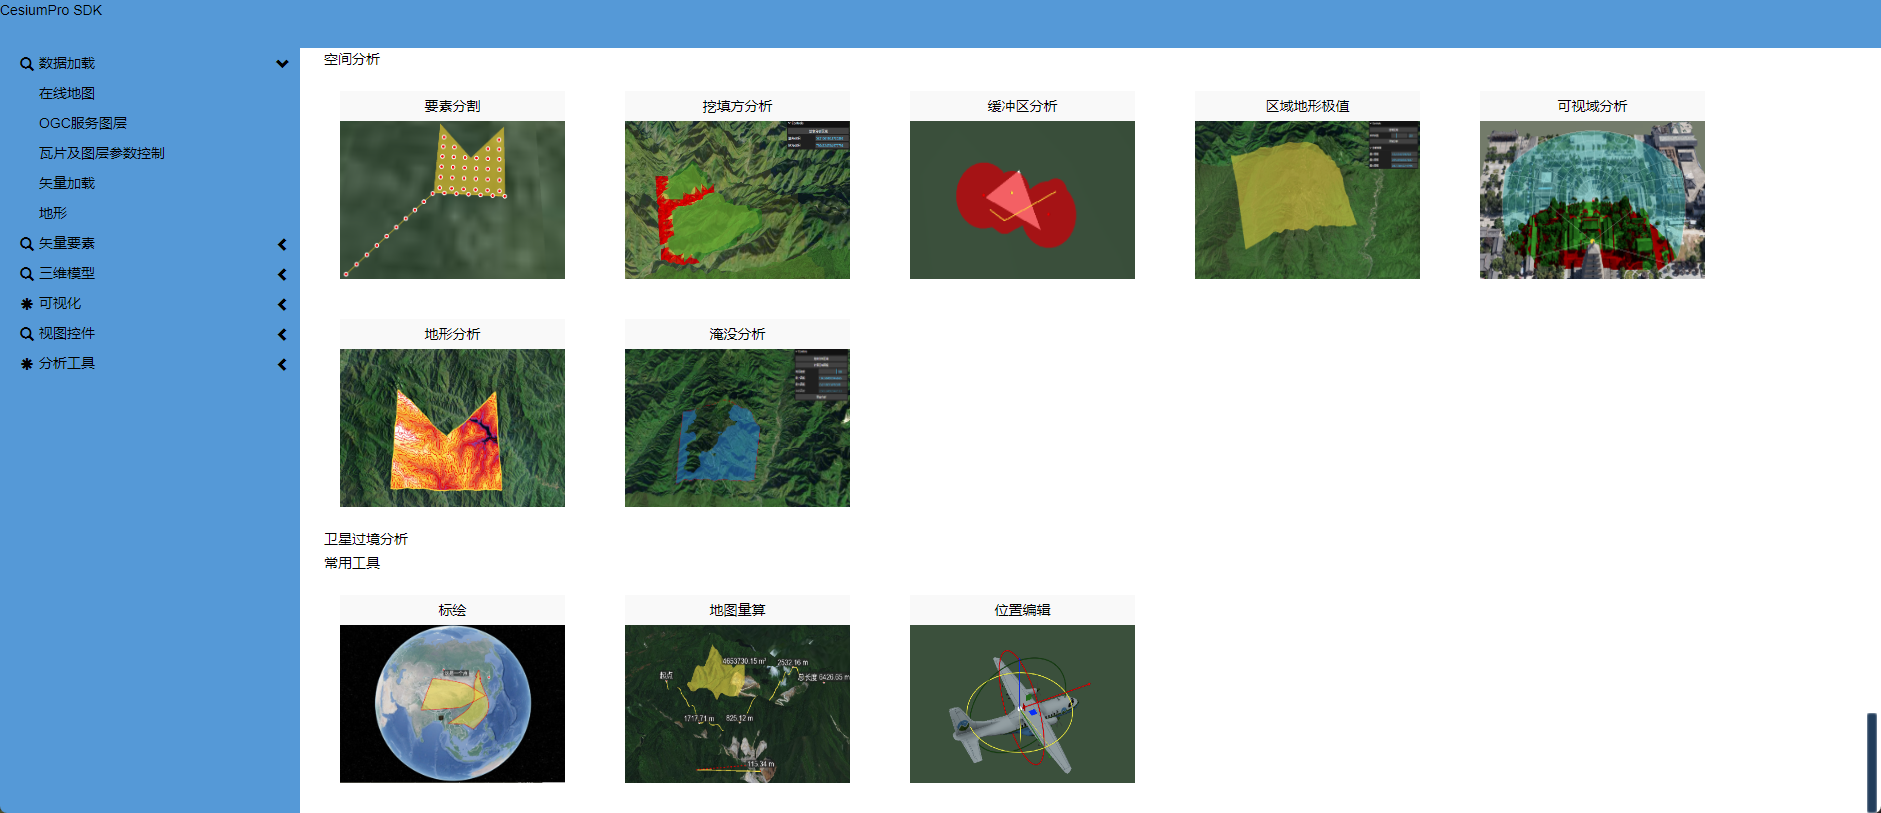 CesiumPro SDK
数据加载
在线地图
OGC服务图层
瓦片及图层参数控制
矢量加载
地形
矢量要素
三维模型
可视化
视图控件
分析工具
空间分析
要素分割
挖填方分析
缓冲区分析
区域地形极值
可视域分析
地形分析
淹没分析
卫星过境分析
常用工具
标绘
地图量算
位置编辑
4653730.15 m²
2532.16 m
起点
总长度 6426.65 m
1717.71 m
825.12 m
115.34 m